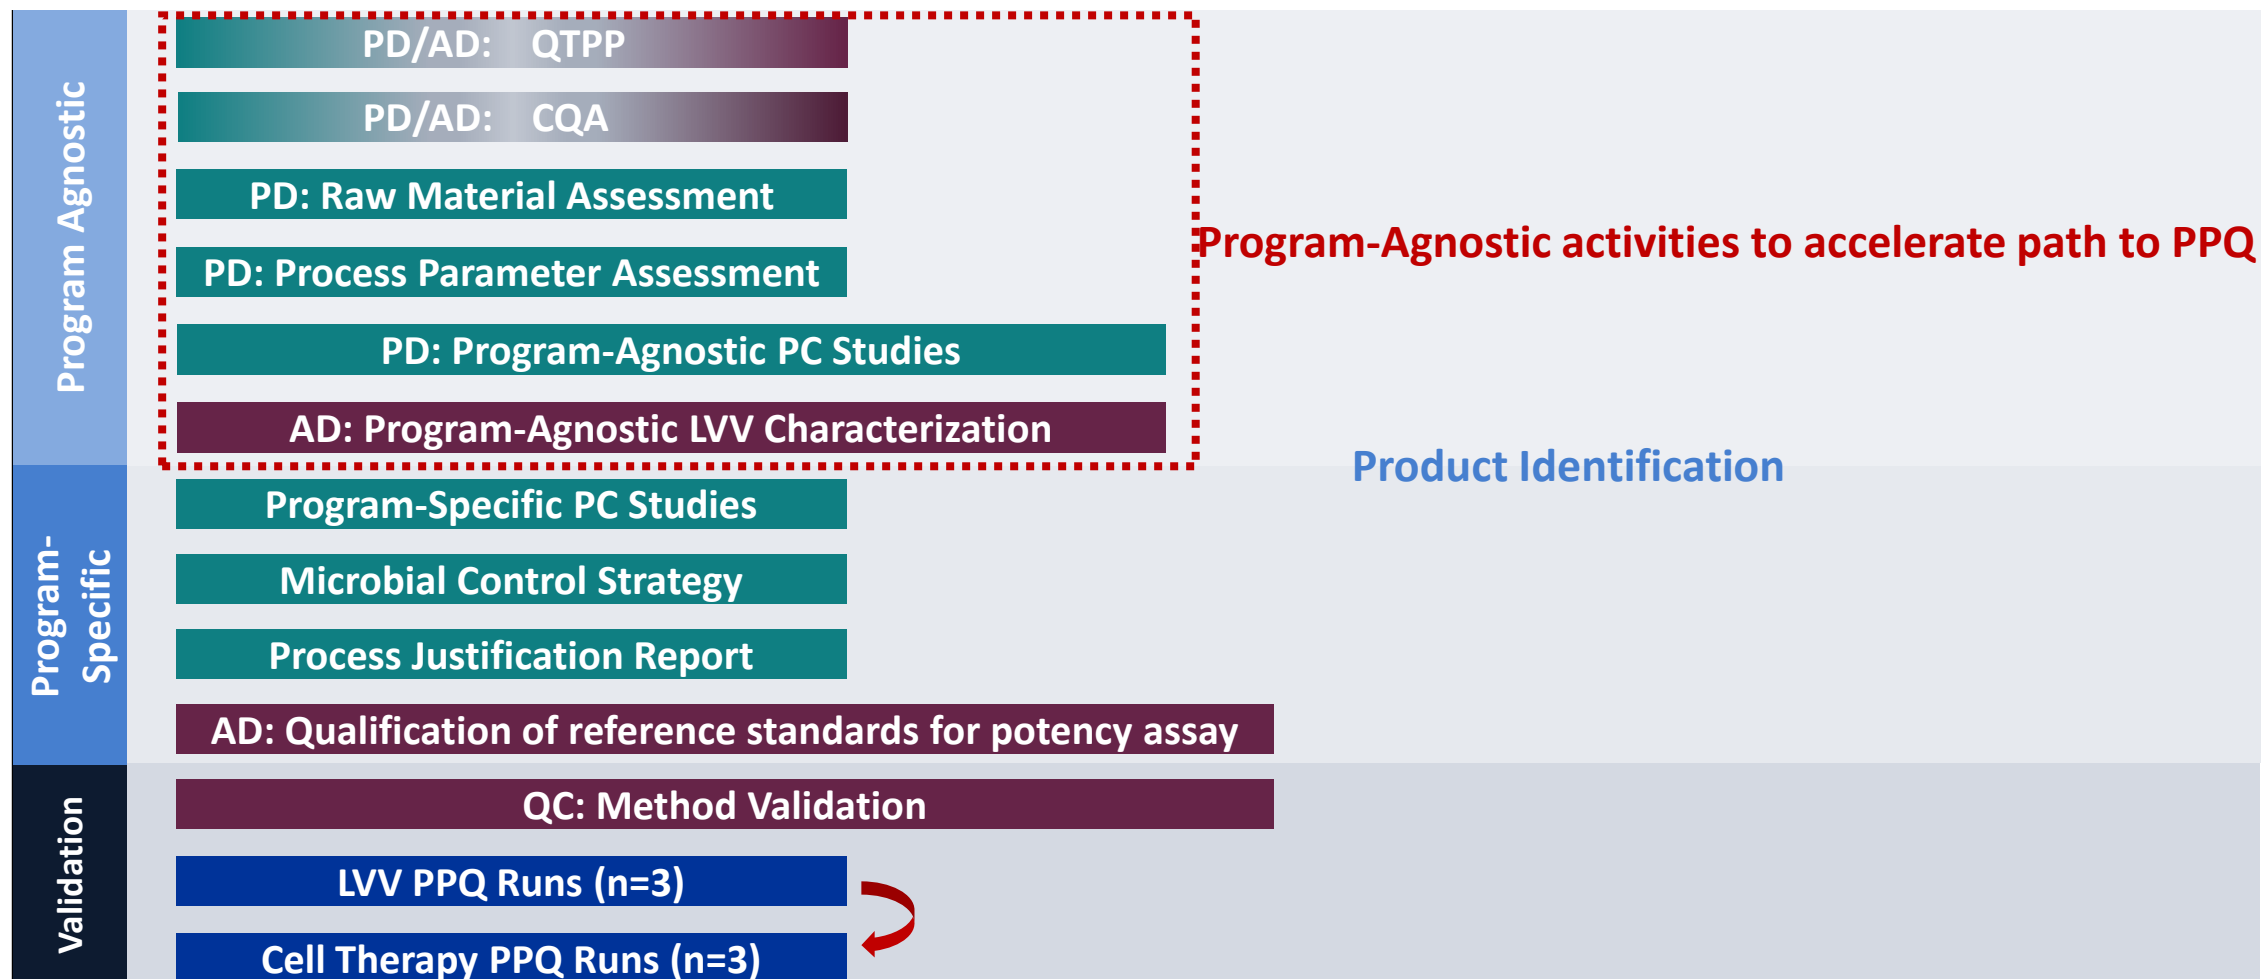 Program Agnostic
PD/AD: QTPP
PD/AD: CQA
PD: Raw Material Assessment
PD: Process Parameter Assessment
PD: Program-Agnostic PC Studies
AD: Program-Agnostic LVV Characterization
Program-Agnostic activities to accelerate path to PPQ
Product Identification
Program-
Specific
Program-Specific PC Studies
Microbial Control Strategy
Process Justification Report
AD: Qualification of reference standards for potency assay
Validation
QC: Method Validation
LVV PPQ Runs (n=3)
Cell Therapy PPQ Runs (n=3)